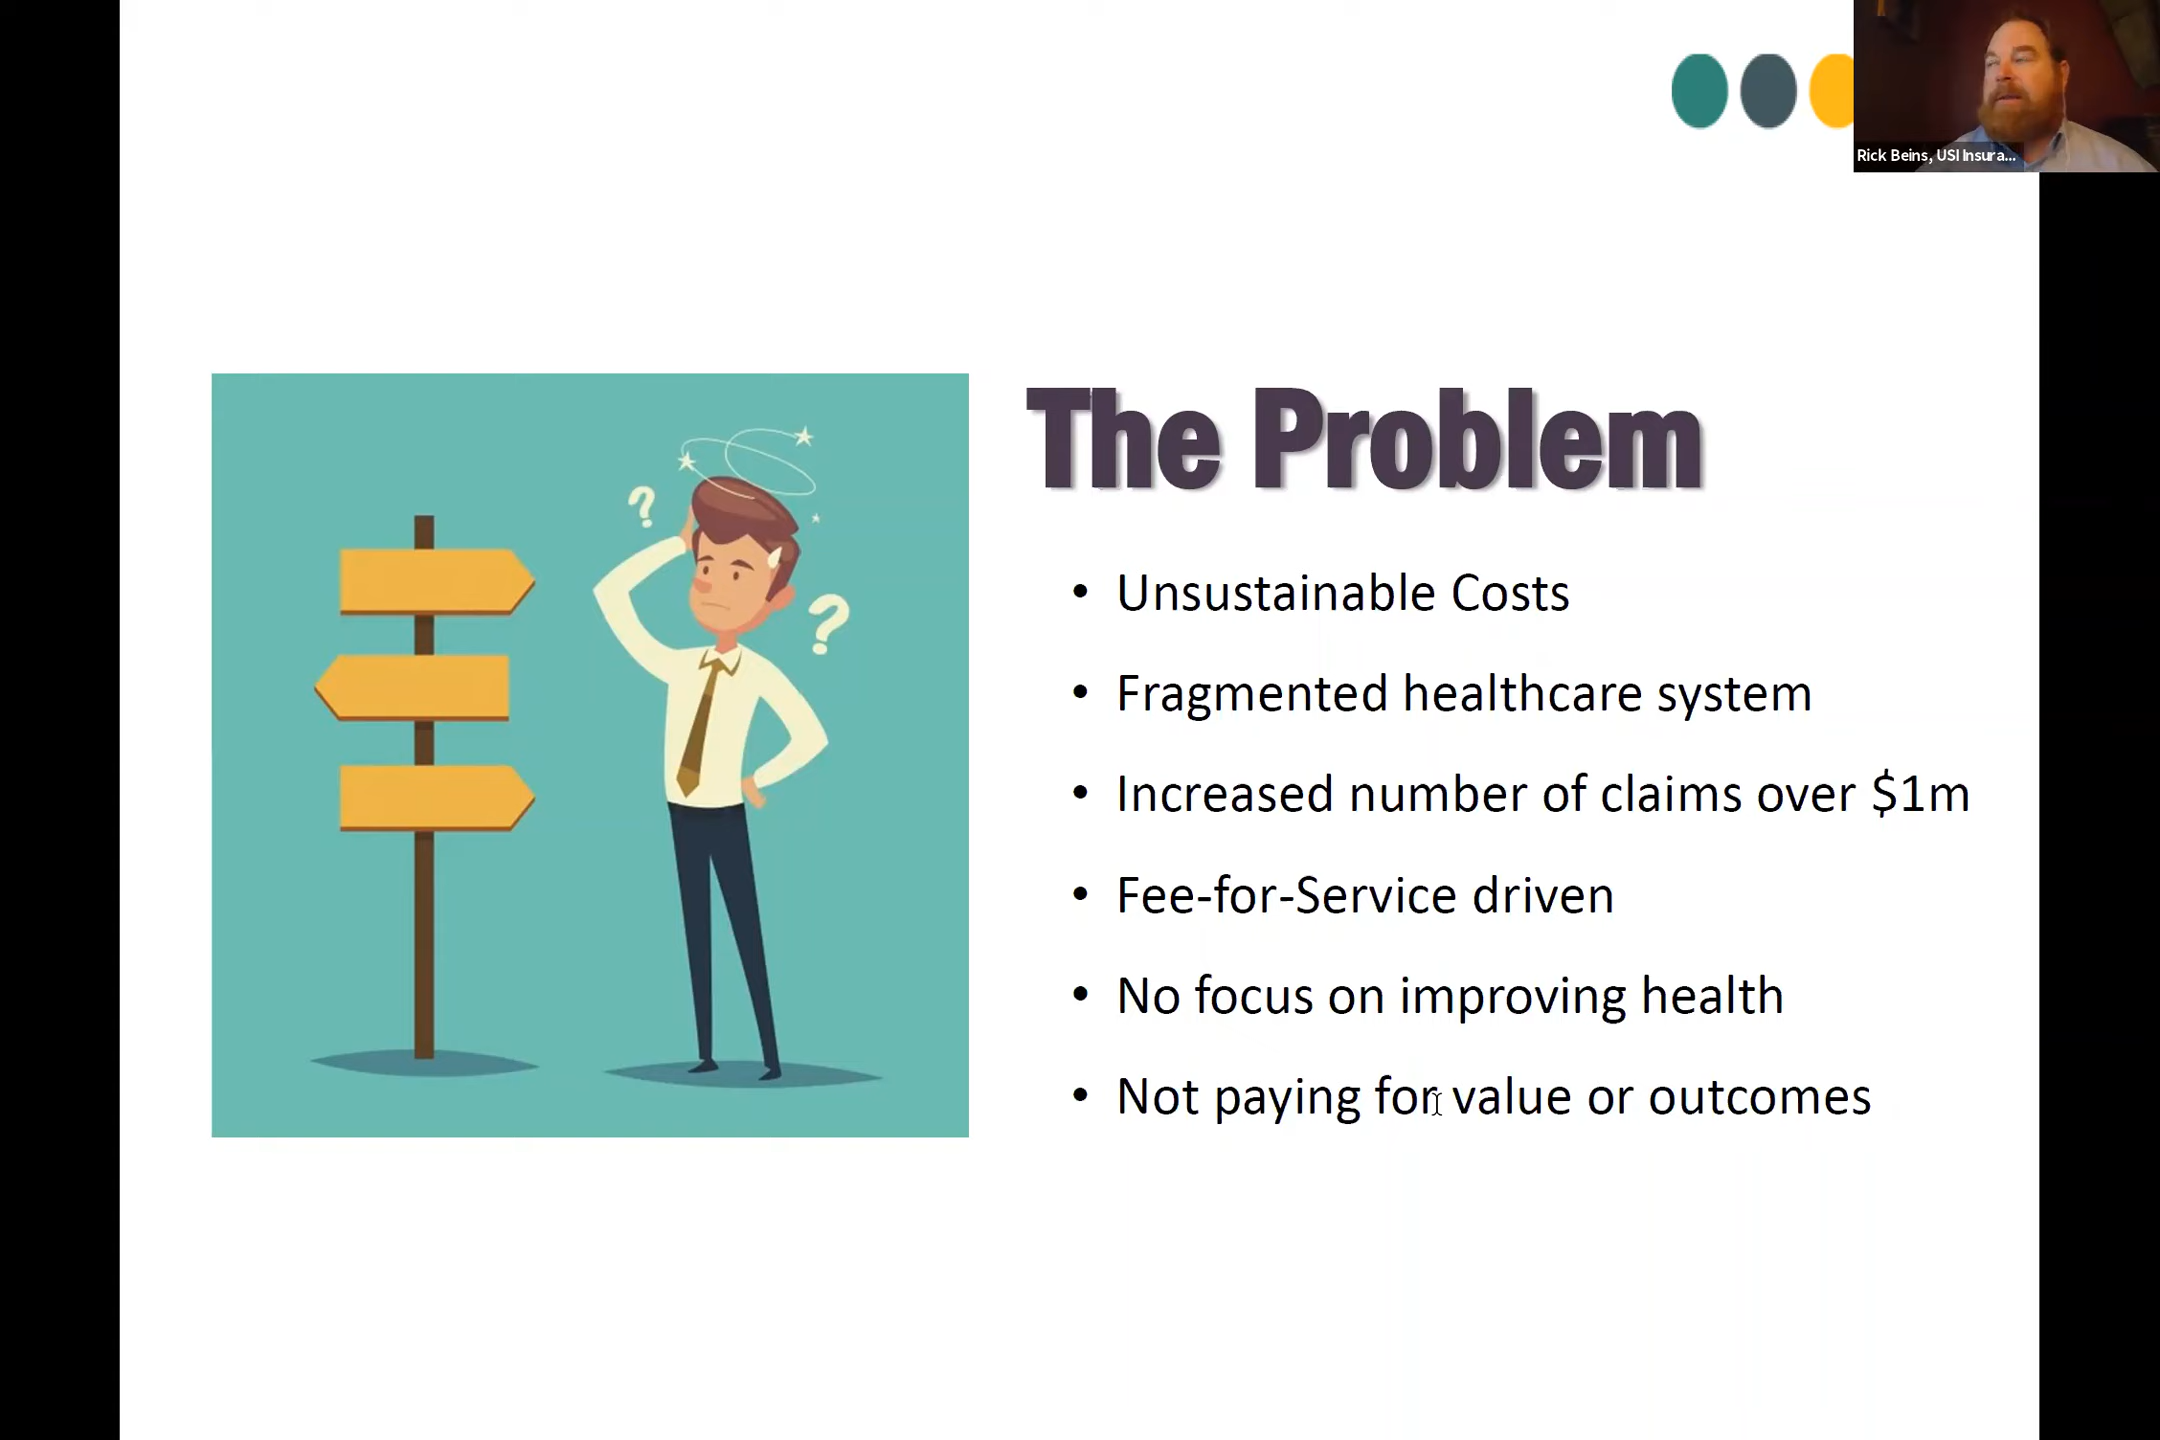 Rick Beins, USI Insura...
The Problem
• Unsustainable Costs
• Fragmented healthcare system
• Increased number of claims over $1m
• Fee-for-Service driven
• No focus on improving health
• Not paying for value or outcomes
? 
?